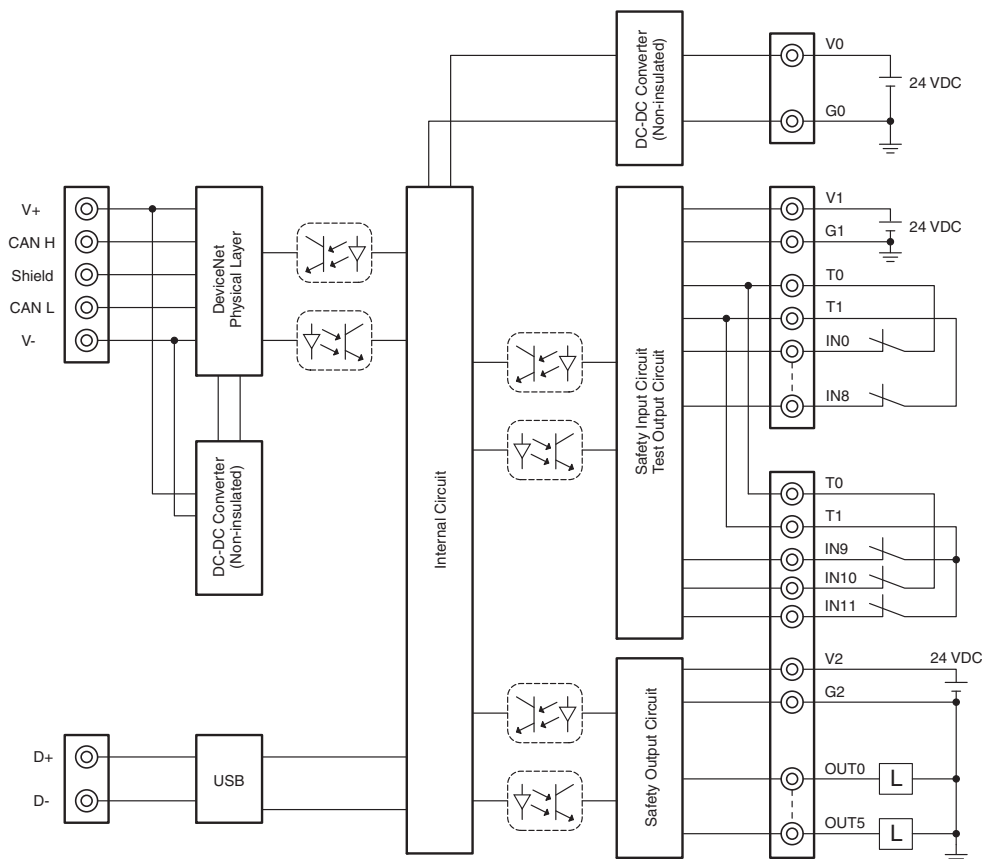 V+
CAN H
Shield
CAN L
V-
DeviceNet
Physical Layer
DC-DC Converter
(Non-insulated)
D+
D-
USB
Internal Circuit
DC-DC Converter
(Non-insulated)
V0
24 VDC
G0
Safety Input Circuit
Test Output Circuit
V1
24 VDC
G1
T0
T1
IN0
IN8
T0
T1
IN9
IN10
IN11
Safety Output Circuit
V2
24 VDC
G2
OUT0
L
OUT5
L